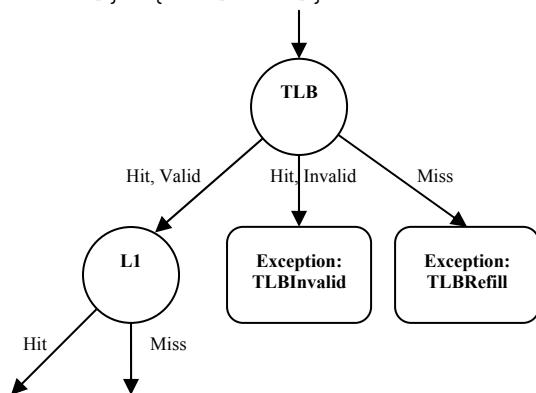 TLB
Hit, Valid
Hit, Invalid
Miss
L1
Exception:
TLBInvalid
Exception:
TLBRefill
Hit
Miss